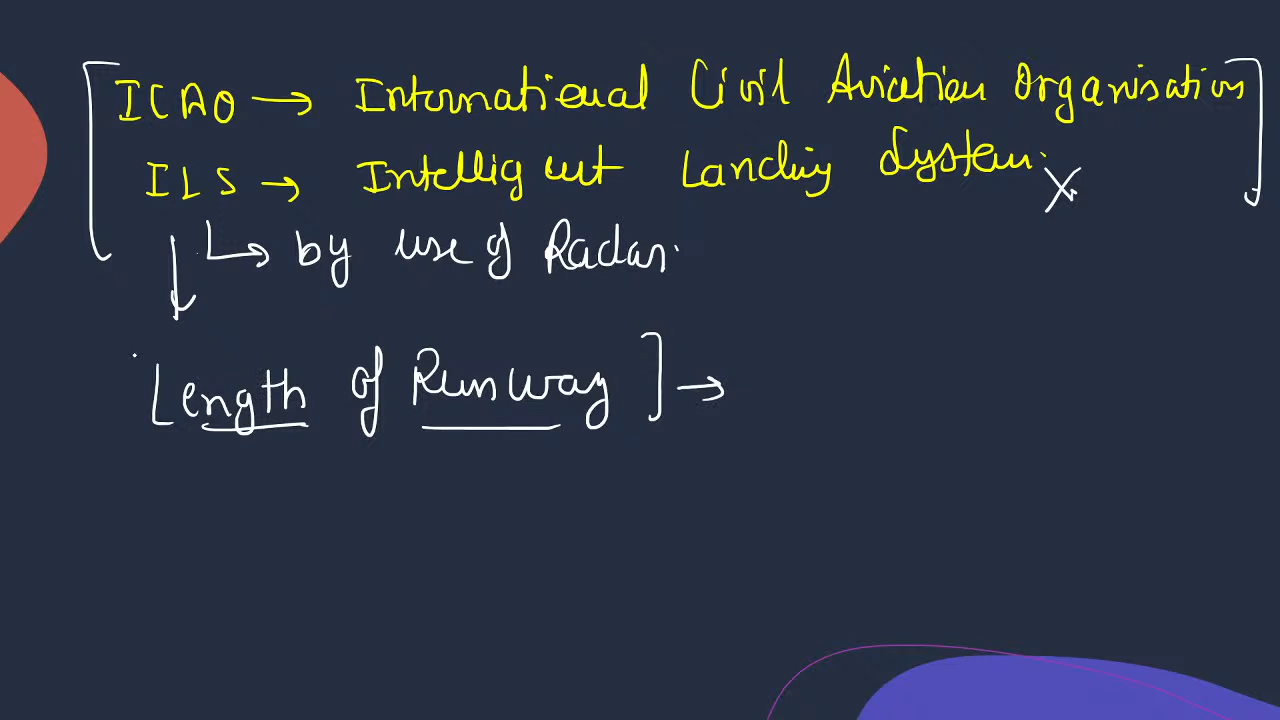 ICAO → International Civil Aviation Organisation
ILS → Intelligent Landing System. X
↳ by use of Radar.
Length of Runway] →